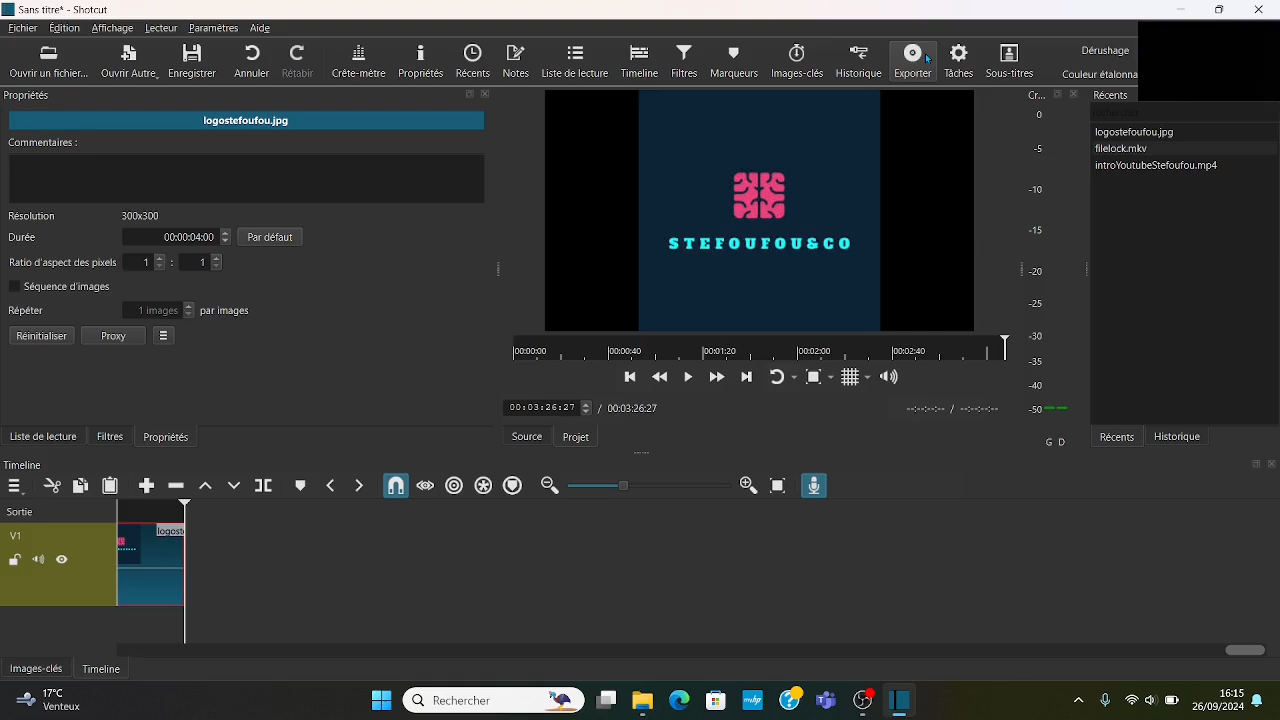 Sans titre* - Shotcut
Fichier Édition Affichage Lecteur Paramètres Aide
Ouvrir un fichier... Ouvrir Autre Enregistrer Annuler Rétabir Crête-mètre Propriétés Récents Notes Liste de lecture Timeline Filtres Marqueurs Images-clés Historique Exporter Tâches Sous-titres
Dérushage
Couleur étalonna
Propriétés
Cr...
Récents
logostefoufou.jpg
Commentaires :
Résolution 300x300
Durée 00:00:04:00 Par défaut
Ratio d'aspect des pixels 1 : 1
Séquence d'images
Répéter 1 images par images
Réinitialiser Proxy
STEFOUFOU&CO
00:00:00 00:00:40 00:01:20 00:02:00 00:02:40
00:03:26:27 / 00:03:26:27 --:--:--:-- / --:--:--:--
Source Projet
0
-5
-10
-15
-20
-25
-30
-35
-40
-50
G D
logostefoufou.jpg
filelock.mkv
introYoutubeStefoufou.mp4
Récents Historique
Liste de lecture Filtres Propriétés
Timeline
Sortie
V1
logoste
Images-clés Timeline
17°C
Venteux
Rechercher
mhp
16:15
26/09/2024